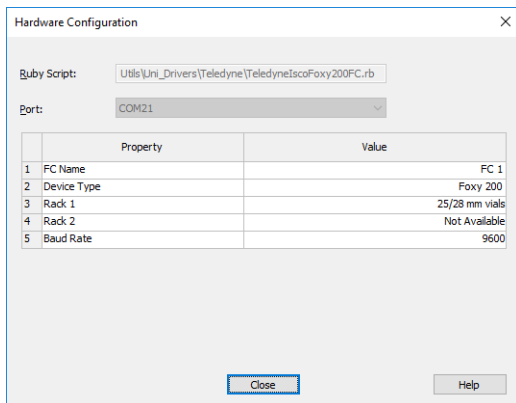 Hardware Configuration
Ruby Script: Utils\Uni_Drivers\Teledyne\TeledyneIscoFoxy200FC.rb
Port: COM21
Property Value
1 FC Name FC 1
2 Device Type Foxy 200
3 Rack 1 25/28 mm vials
4 Rack 2 Not Available
5 Baud Rate 9600
Close Help